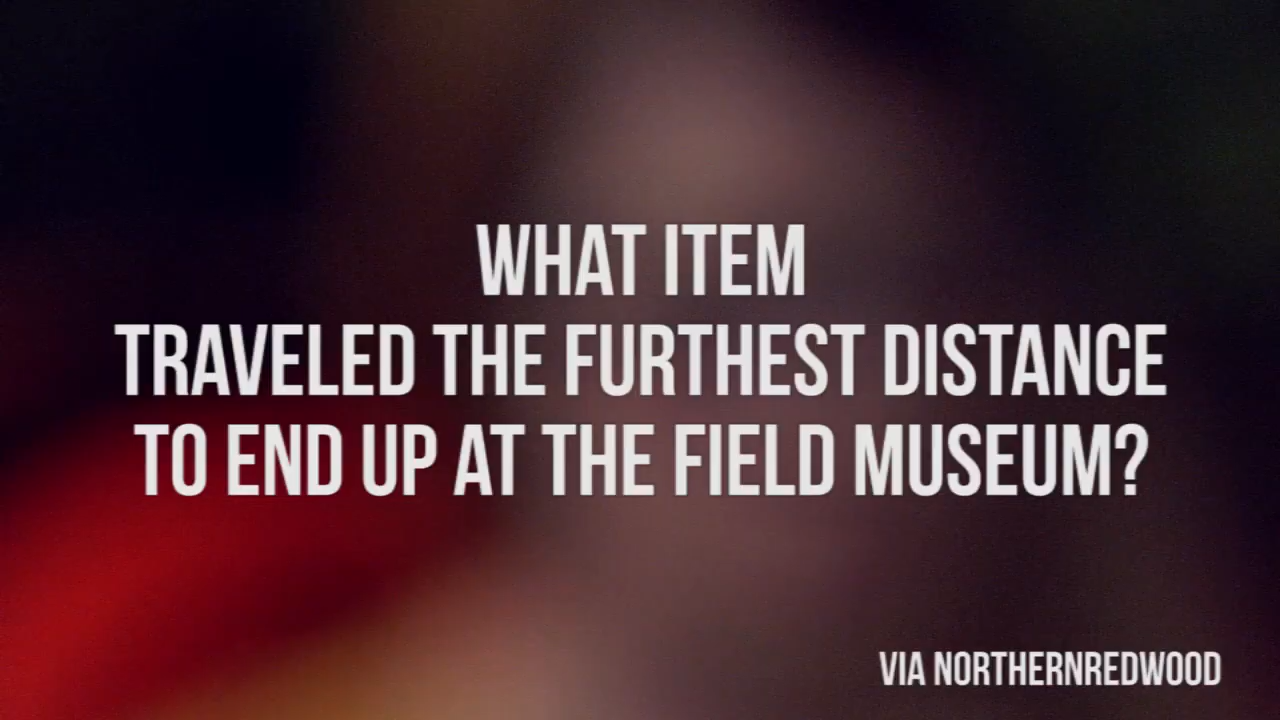 WHAT ITEM
TRAVELED THE FURTHEST DISTANCE
TO END UP AT THE FIELD MUSEUM?
VIA NORTHERNREDWOOD